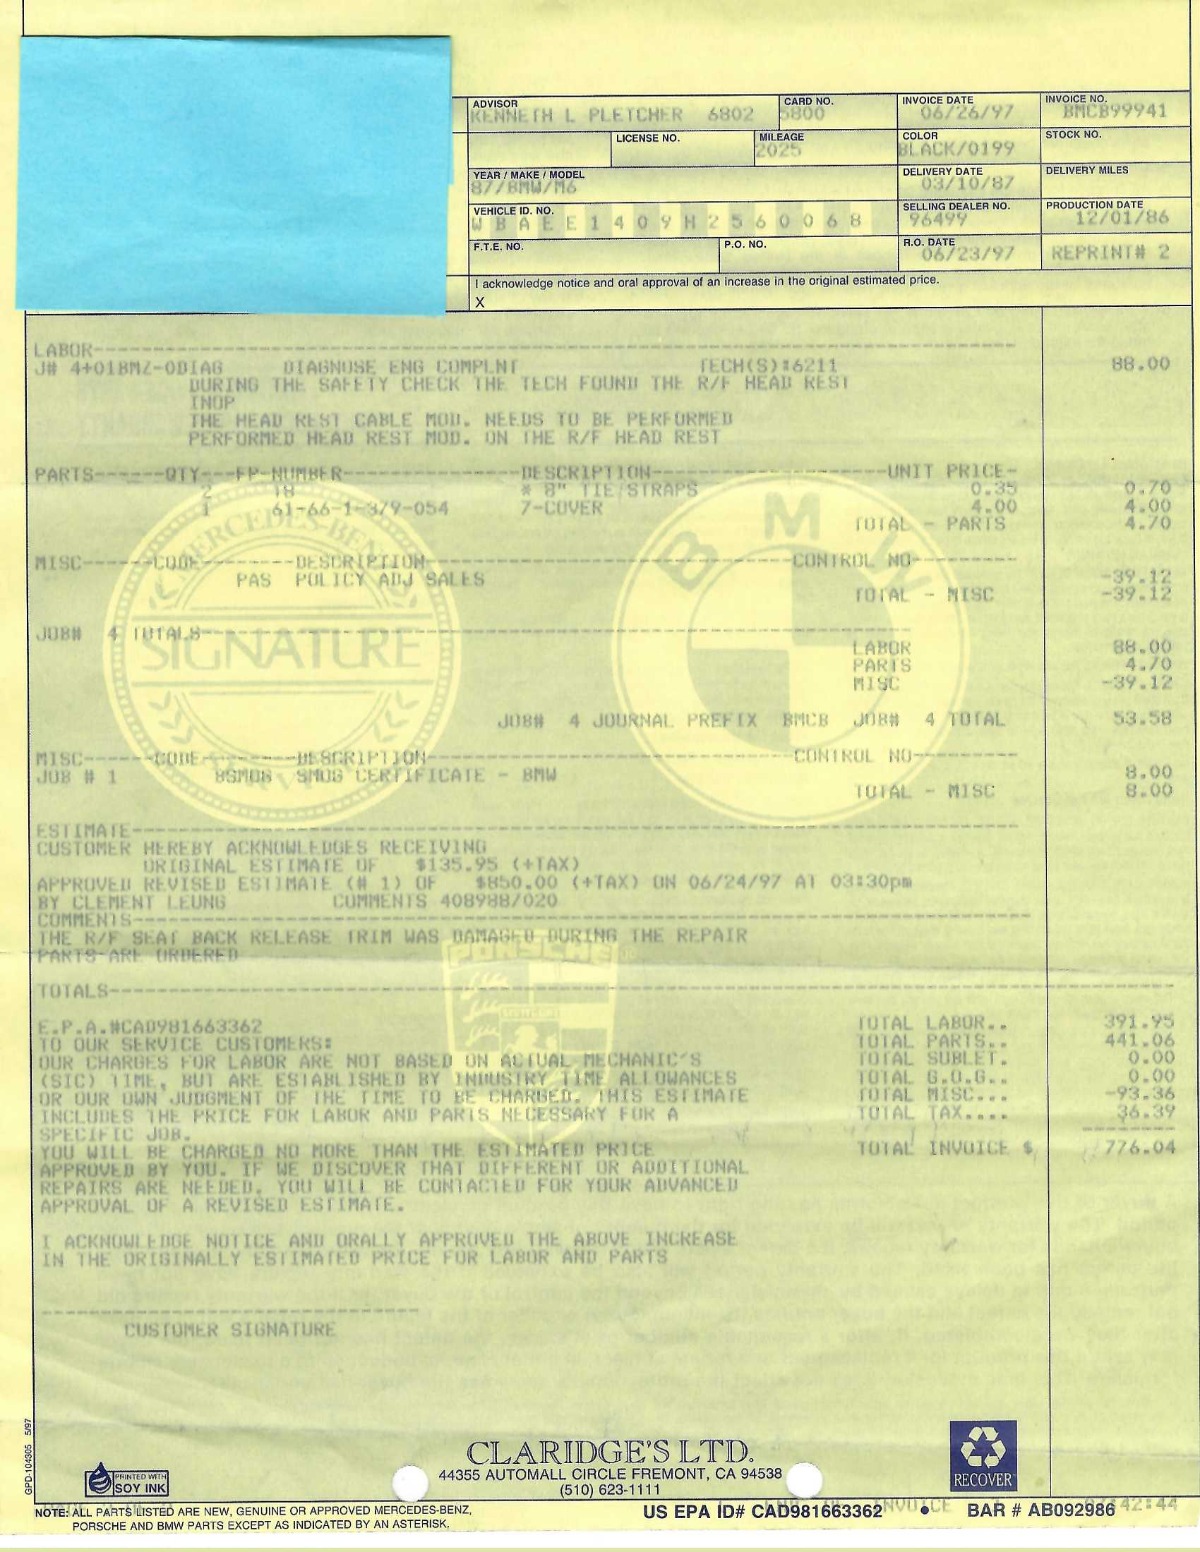 ADVISOR CARD NO. INVOICE DATE INVOICE NO.
KENNETH L PLETCHER 6802 5800 06/26/97 BMCB99941
LICENSE NO. MILEAGE COLOR STOCK NO.
2025 BLACK/0199
YEAR / MAKE / MODEL DELIVERY DATE DELIVERY MILES
87/BMW/M6 03/10/87
VEHICLE ID. NO. SELLING DEALER NO. PRODUCTION DATE
WBAEE1409H2560068 96499 12/01/86
F.T.E. NO. P.O. NO. R.O. DATE
06/23/97 REPRINT# 2
I acknowledge notice and oral approval of an increase in the original estimated price.
X
LABOR
J# 4+01BMZ-0DIAG DIAGNOSE ENG COMPLNT TECH(S):6211 88.00
DURING THE SAFETY CHECK THE TECH FOUND THE R/F HEAD REST
INOP
THE HEAD REST CABLE MOD. NEEDS TO BE PERFORMED
PERFORMED HEAD REST MOD. ON THE R/F HEAD REST
PARTS------QTY---FP-NUMBER---------------DESCRIPTION--------------------UNIT PRICE-
2 18 * 8" TIE/STRAPS 0.35 0.70
1 61-66-1-379-054 7-COVER 4.00 4.00
TOTAL - PARTS 4.70
MISC------CODE--------DESCRIPTION--------------------------------CONTROL NO---------
PAS POLICY ADJ SALES -39.12
TOTAL - MISC -39.12
JOB# 4 TOTALS
LABOR 88.00
PARTS 4.70
MISC -39.12
JOB# 4 JOURNAL PREFIX BMCB JOB# 4 TOTAL 53.58
MISC------CODE--------DESCRIPTION--------------------------------CONTROL NO---------
JOB # 1 BSMOG SMOG CERTIFICATE - BMW 8.00
TOTAL - MISC 8.00
ESTIMATE
CUSTOMER HEREBY ACKNOWLEDGES RECEIVING
ORIGINAL ESTIMATE OF $135.95 (+TAX)
APPROVED REVISED ESTIMATE (# 1) OF $850.00 (+TAX) ON 06/24/97 AT 03:30pm
BY CLEMENT LEUNG COMMENTS 4089887020
COMMENTS
THE R/F SEAT BACK RELEASE TRIM WAS DAMAGED DURING THE REPAIR
PARTS ARE ORDERED
TOTALS
E.P.A.#CAD981663362 TOTAL LABOR.. 391.95
TO OUR SERVICE CUSTOMERS: TOTAL PARTS.. 441.06
OUR CHARGES FOR LABOR ARE NOT BASED ON ACTUAL MECHANIC'S TOTAL SUBLET. 0.00
(SIC) TIME, BUT ARE ESTABLISHED BY INDUSTRY TIME ALLOWANCES TOTAL G.O.G.. 0.00
OR OUR OWN JUDGMENT OF THE TIME TO BE CHARGED. THIS ESTIMATE TOTAL MISC... -93.36
INCLUDES THE PRICE FOR LABOR AND PARTS NECESSARY FOR A TOTAL TAX.... 36.39
SPECIFIC JOB.
YOU WILL BE CHARGED NO MORE THAN THE ESTIMATED PRICE TOTAL INVOICE $ 776.04
APPROVED BY YOU. IF WE DISCOVER THAT DIFFERENT OR ADDITIONAL
REPAIRS ARE NEEDED, YOU WILL BE CONTACTED FOR YOUR ADVANCED
APPROVAL OF A REVISED ESTIMATE.
I ACKNOWLEDGE NOTICE AND ORALLY APPROVED THE ABOVE INCREASE
IN THE ORIGINALLY ESTIMATED PRICE FOR LABOR AND PARTS
CUSTOMER SIGNATURE
MERCEDES-BENZ
SIGNATURE
BMW
PORSCHE
GPD-104305 5/97
PRINTED WITH
SOY INK
CLARIDGE'S LTD.
44355 AUTOMALL CIRCLE FREMONT, CA 94538
(510) 623-1111
RECOVER
NOTE: ALL PARTS LISTED ARE NEW, GENUINE OR APPROVED MERCEDES-BENZ,
PORSCHE AND BMW PARTS EXCEPT AS INDICATED BY AN ASTERISK.
US EPA ID# CAD981663362 • BAR # AB092986
INVOICE